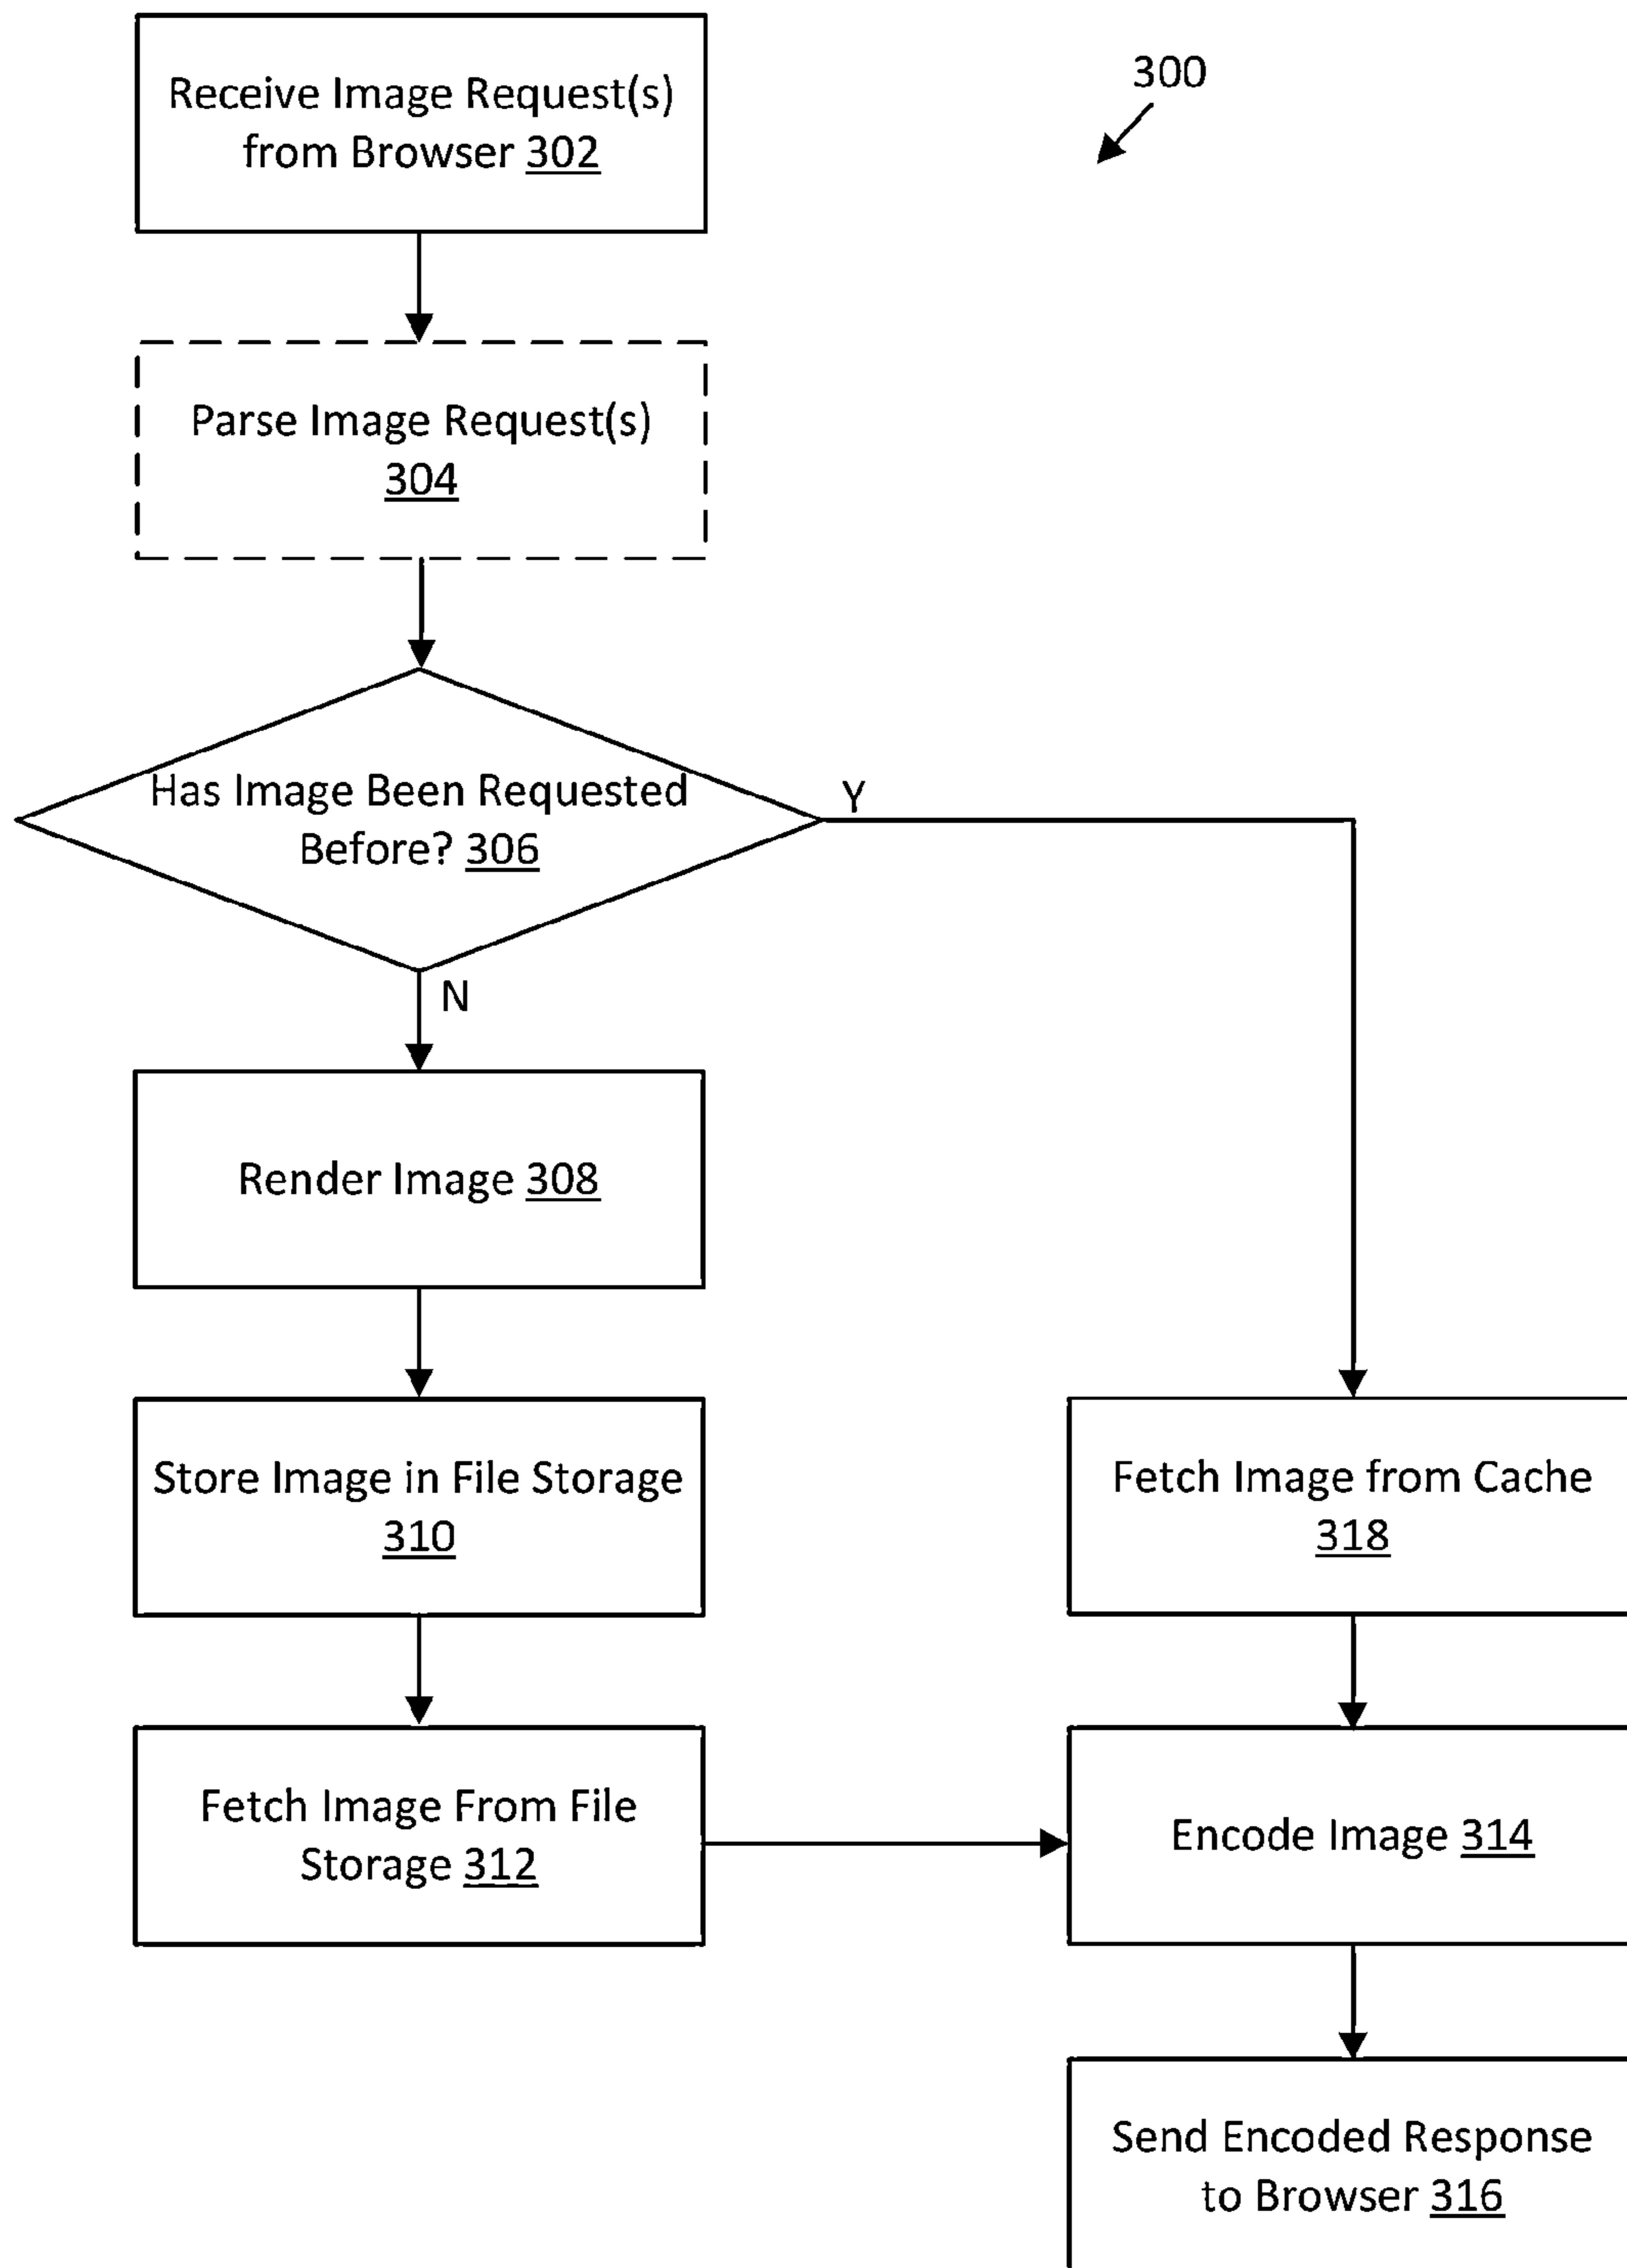 Receive Image Request(s)
from Browser 302
300
Parse Image Request(s)
304
Has Image Been Requested
Before? 306
Y
N
Render Image 308
Store Image in File Storage
310
Fetch Image from Cache
318
Fetch Image From File
Storage 312
Encode Image 314
Send Encoded Response
to Browser 316